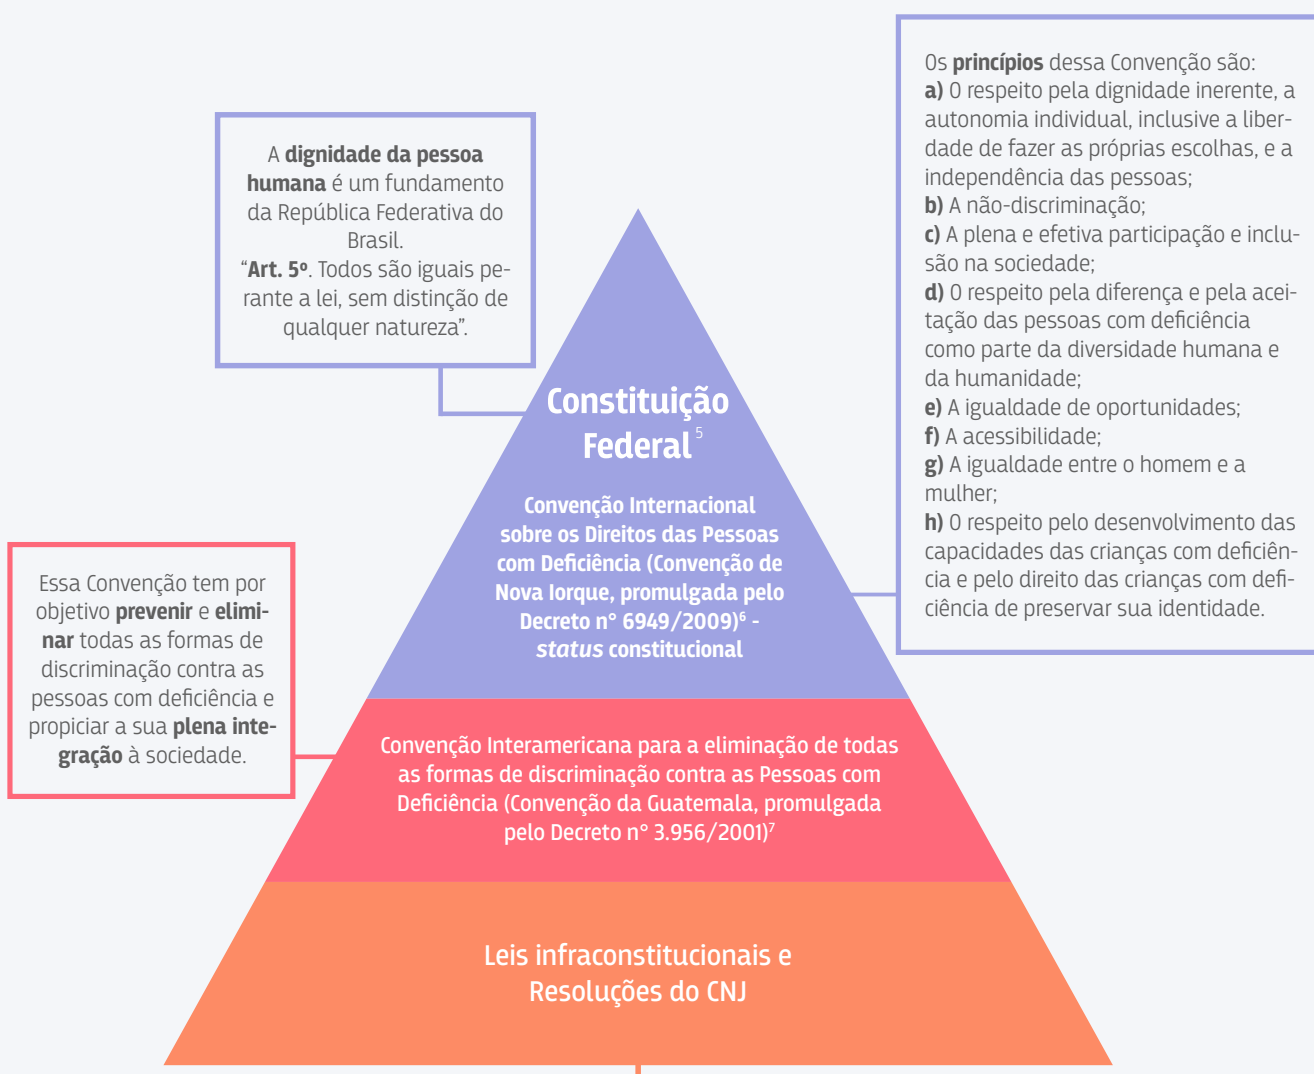 A dignidade da pessoa
humana é um fundamento
da República Federativa do
Brasil.
“Art. 5º. Todos são iguais pe-
rante a lei, sem distinção de
qualquer natureza”.
Os princípios dessa Convenção são:
a) O respeito pela dignidade inerente, a
autonomia individual, inclusive a liber-
dade de fazer as próprias escolhas, e a
independência das pessoas;
b) A não-discriminação;
c) A plena e efetiva participação e inclu-
são na sociedade;
d) O respeito pela diferença e pela acei-
tação das pessoas com deficiência
como parte da diversidade humana e
da humanidade;
e) A igualdade de oportunidades;
f) A acessibilidade;
g) A igualdade entre o homem e a
mulher;
h) O respeito pelo desenvolvimento das
capacidades das crianças com deficiên-
cia e pelo direito das crianças com defi-
ciência de preservar sua identidade.
Constituição
Federal 5
Convenção Internacional
sobre os Direitos das Pessoas
com Deficiência (Convenção de
Nova Iorque, promulgada pelo
Decreto n° 6949/2009)6 -
status constitucional
Essa Convenção tem por
objetivo prevenir e elimi-
nar todas as formas de
discriminação contra as
pessoas com deficiência e
propiciar a sua plena inte-
gração à sociedade.
Convenção Interamericana para a eliminação de todas
as formas de discriminação contra as Pessoas com
Deficiência (Convenção da Guatemala, promulgada
pelo Decreto n° 3.956/2001)7
Leis infraconstitucionais e
Resoluções do CNJ